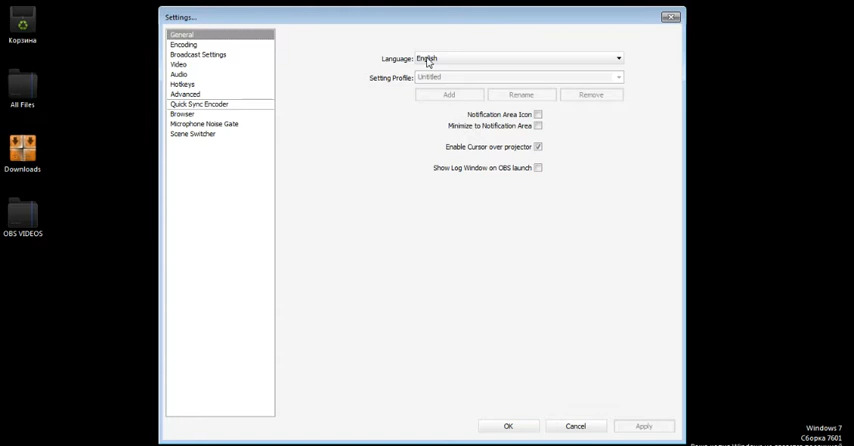 Settings...
Корзина
All Files
Downloads
OBS VIDEOS
General
Encoding
Broadcast Settings
Video
Audio
Hotkeys
Advanced
Quick Sync Encoder
Browser
Microphone Noise Gate
Scene Switcher
Language: English
Setting Profile: Untitled
Add Rename Remove
Notification Area Icon
Minimize to Notification Area
Enable Cursor over projector
Show Log Window on OBS launch
OK Cancel Apply
Windows 7
Сборка 7601